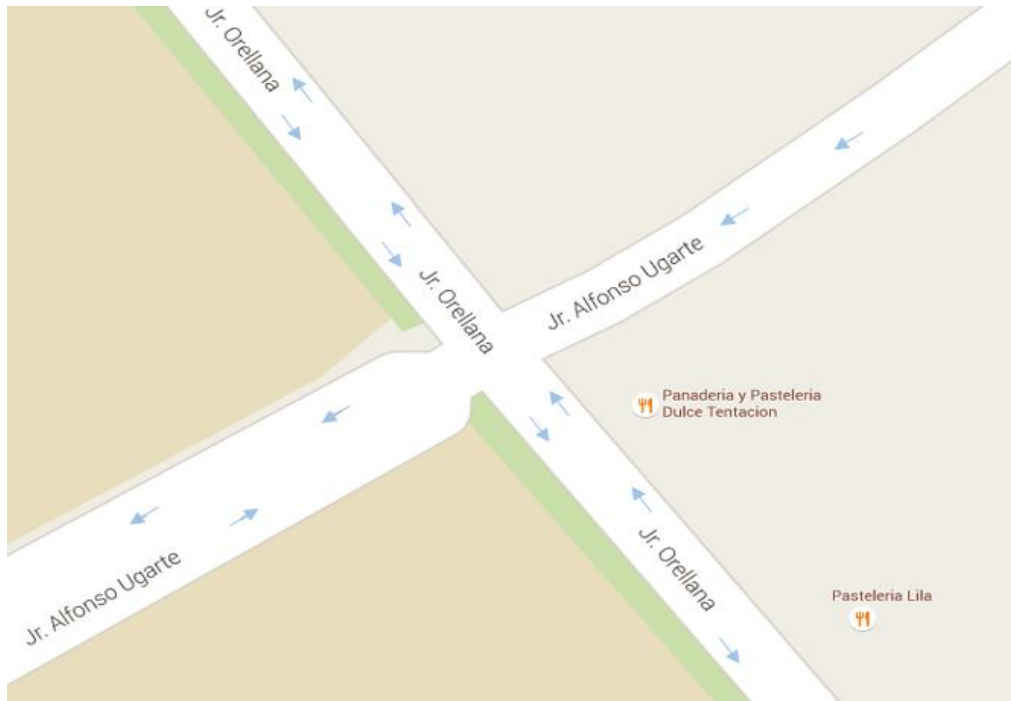 Jr. Orellana
Jr. Orellana
Jr. Alfonso Ugarte
Panaderia y Pasteleria
Dulce Tentacion
Jr. Orellana
Jr. Alfonso Ugarte
Pasteleria Lila